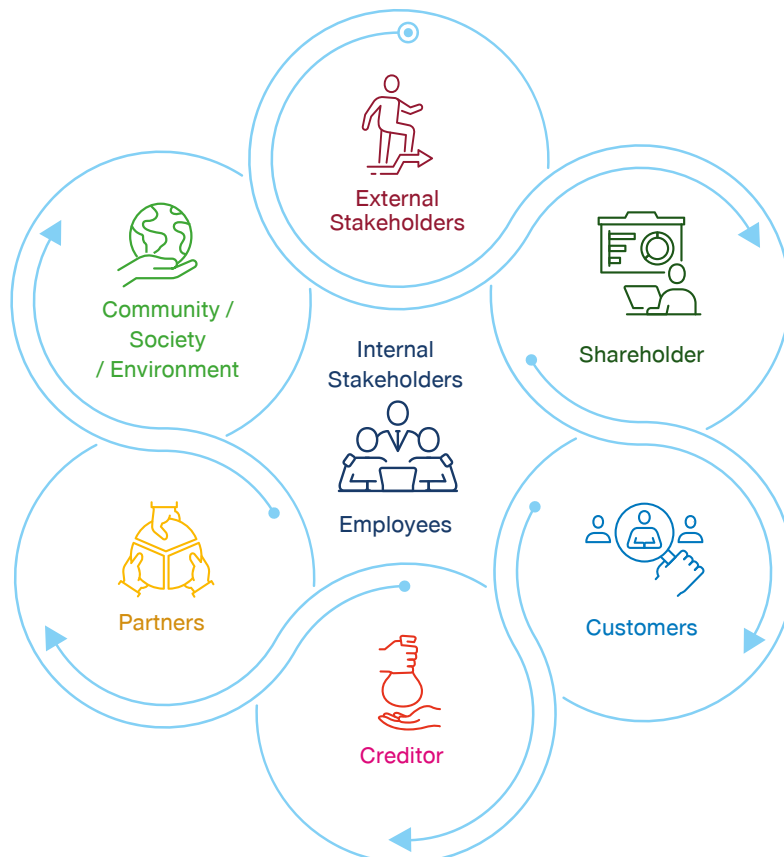 External
Stakeholders
Community /
Society
/ Environment
Shareholder
Internal
Stakeholders
Employees
Partners
Customers
Creditor